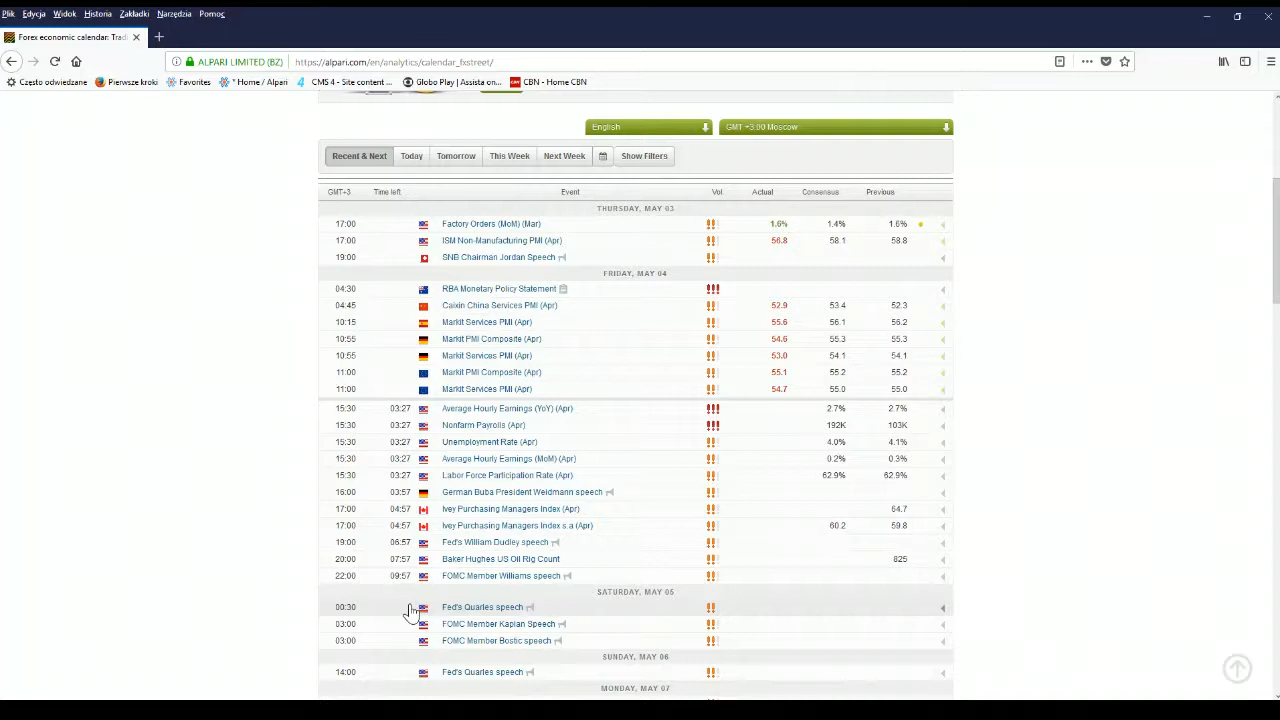 Plik Edycja Widok Historia Zakładki Narzędzia Pomoc
Forex economic calendar: Tradi
ALPARI LIMITED (BZ) https://alpari.com/en/analytics/calendar_fxstreet/
Często odwiedzane Pierwsze kroki Favorites * Home / Alpari CMS 4 - Site content ... Globo Play | Assista on... CBN - Home CBN
English GMT +3:00 Moscow
Recent & Next Today Tomorrow This Week Next Week Show Filters
GMT+3 Time left Event Vol. Actual Consensus Previous
THURSDAY, MAY 03
17:00 Factory Orders (MoM) (Mar) 1.6% 1.4% 1.6%
17:00 ISM Non-Manufacturing PMI (Apr) 56.8 58.1 58.8
19:00 SNB Chairman Jordan Speech
FRIDAY, MAY 04
04:30 RBA Monetary Policy Statement
04:45 Caixin China Services PMI (Apr) 52.9 53.4 52.3
10:15 Markit Services PMI (Apr) 55.6 56.1 56.2
10:55 Markit PMI Composite (Apr) 54.6 55.3 55.3
10:55 Markit Services PMI (Apr) 53.0 54.1 54.1
11:00 Markit PMI Composite (Apr) 55.1 55.2 55.2
11:00 Markit Services PMI (Apr) 54.7 55.0 55.0
15:30 03:27 Average Hourly Earnings (YoY) (Apr) 2.7% 2.7%
15:30 03:27 Nonfarm Payrolls (Apr) 192K 103K
15:30 03:27 Unemployment Rate (Apr) 4.0% 4.1%
15:30 03:27 Average Hourly Earnings (MoM) (Apr) 0.2% 0.3%
15:30 03:27 Labor Force Participation Rate (Apr) 62.9% 62.9%
16:00 03:57 German Buba President Weidmann speech
17:00 04:57 Ivey Purchasing Managers Index (Apr) 64.7
17:00 04:57 Ivey Purchasing Managers Index s.a (Apr) 60.2 59.8
19:00 06:57 Fed's William Dudley speech
20:00 07:57 Baker Hughes US Oil Rig Count 825
22:00 09:57 FOMC Member Williams speech
SATURDAY, MAY 05
00:30 Fed's Quarles speech
03:00 FOMC Member Kaplan Speech
03:00 FOMC Member Bostic speech
SUNDAY, MAY 06
14:00 Fed's Quarles speech
MONDAY, MAY 07